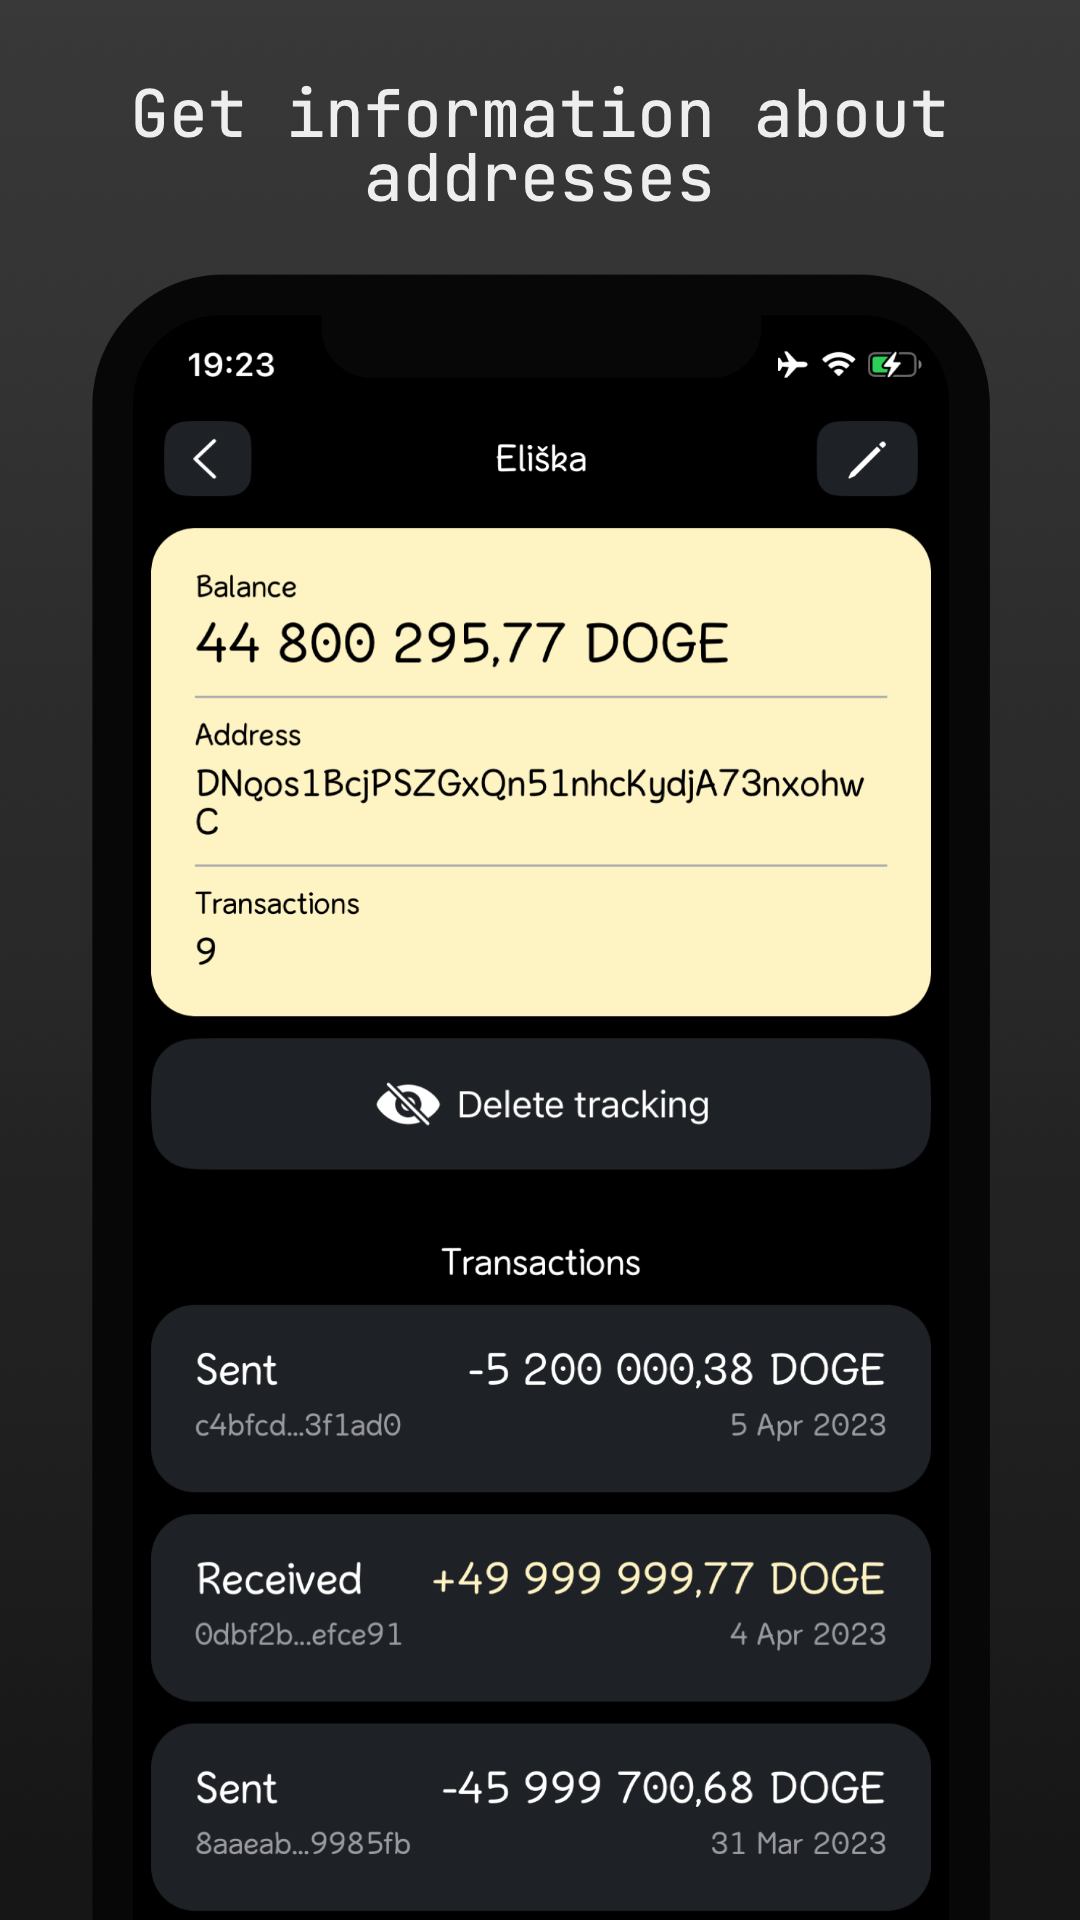 Get information about
addresses
19:23
Eliška
Balance
44 800 295,77 DOGE
Address
DNqos1BcjPSZGxQn51nhcKydjA73nxohw
C
Transactions
9
Delete tracking
Transactions
Sent -5 200 000,38 DOGE
c4bfcd...3f1ad0 5 Apr 2023
Received +49 999 999,77 DOGE
0dbf2b...efce91 4 Apr 2023
Sent -45 999 700,68 DOGE
8aaeab...9985fb 31 Mar 2023